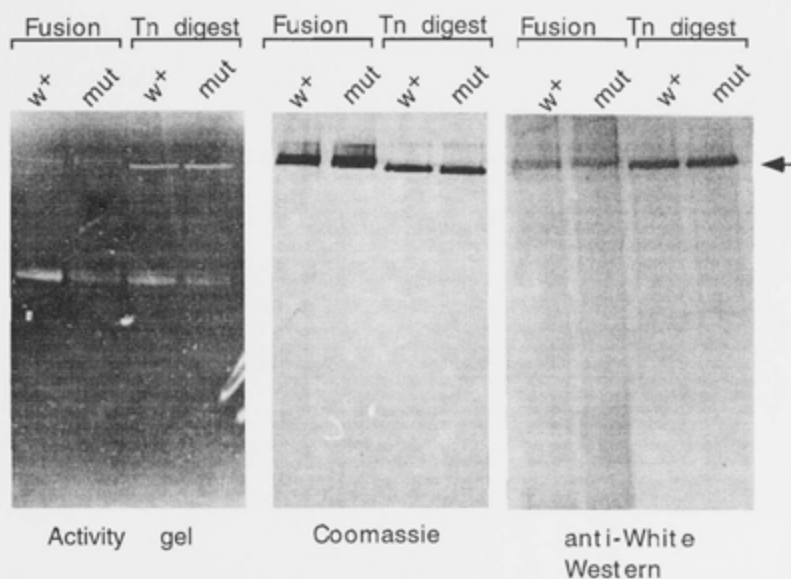 Fusion Tn digest Fusion Tn digest Fusion Tn digest
w+ mut w+ mut w+ mut w+ mut w+ mut w+ mut
Activity gel Coomassie anti-White
Western